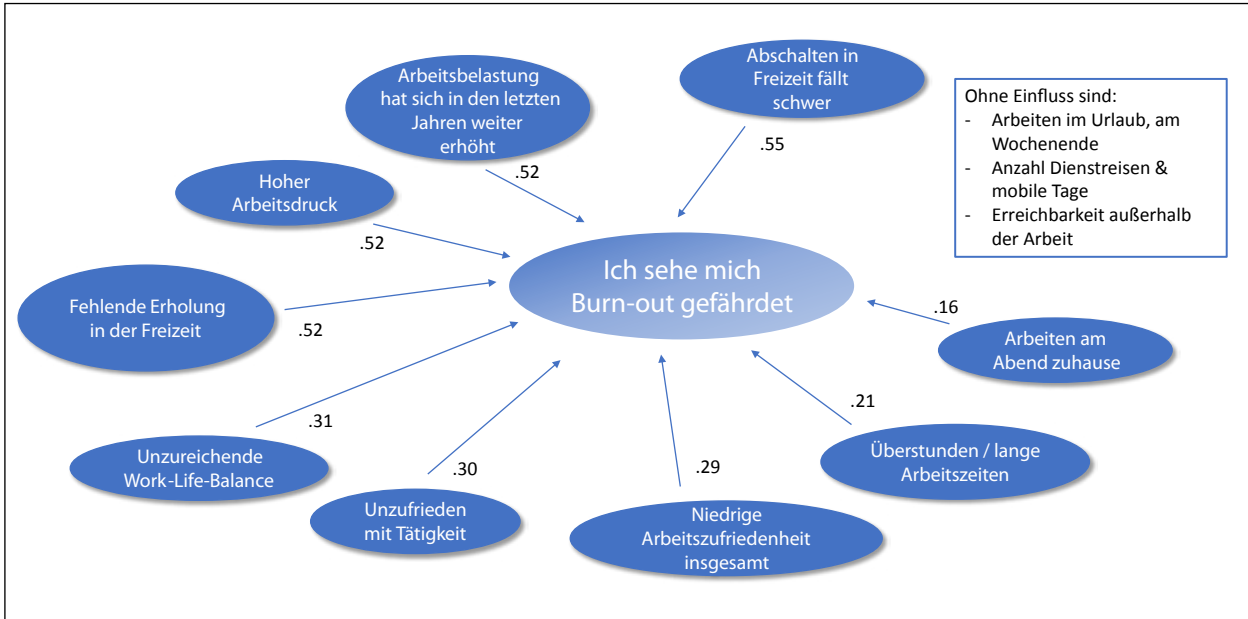 Abschalten in
Freizeit fällt
schwer
Arbeitsbelastung
hat sich in den letzten
Jahren weiter
erhöht
Ohne Einfluss sind:
- Arbeiten im Urlaub, am
Wochenende
- Anzahl Dienstreisen &
mobile Tage
- Erreichbarkeit außerhalb
der Arbeit
.55
.52
Hoher
Arbeitsdruck
.52
Ich sehe mich
Burn-out gefährdet
Fehlende Erholung
in der Freizeit
.52
.16
Arbeiten am
Abend zuhause
.31
.21
Unzureichende
Work-Life-Balance
.30
.29
Überstunden / lange
Arbeitszeiten
Unzufrieden
mit Tätigkeit
Niedrige
Arbeitszufriedenheit
insgesamt